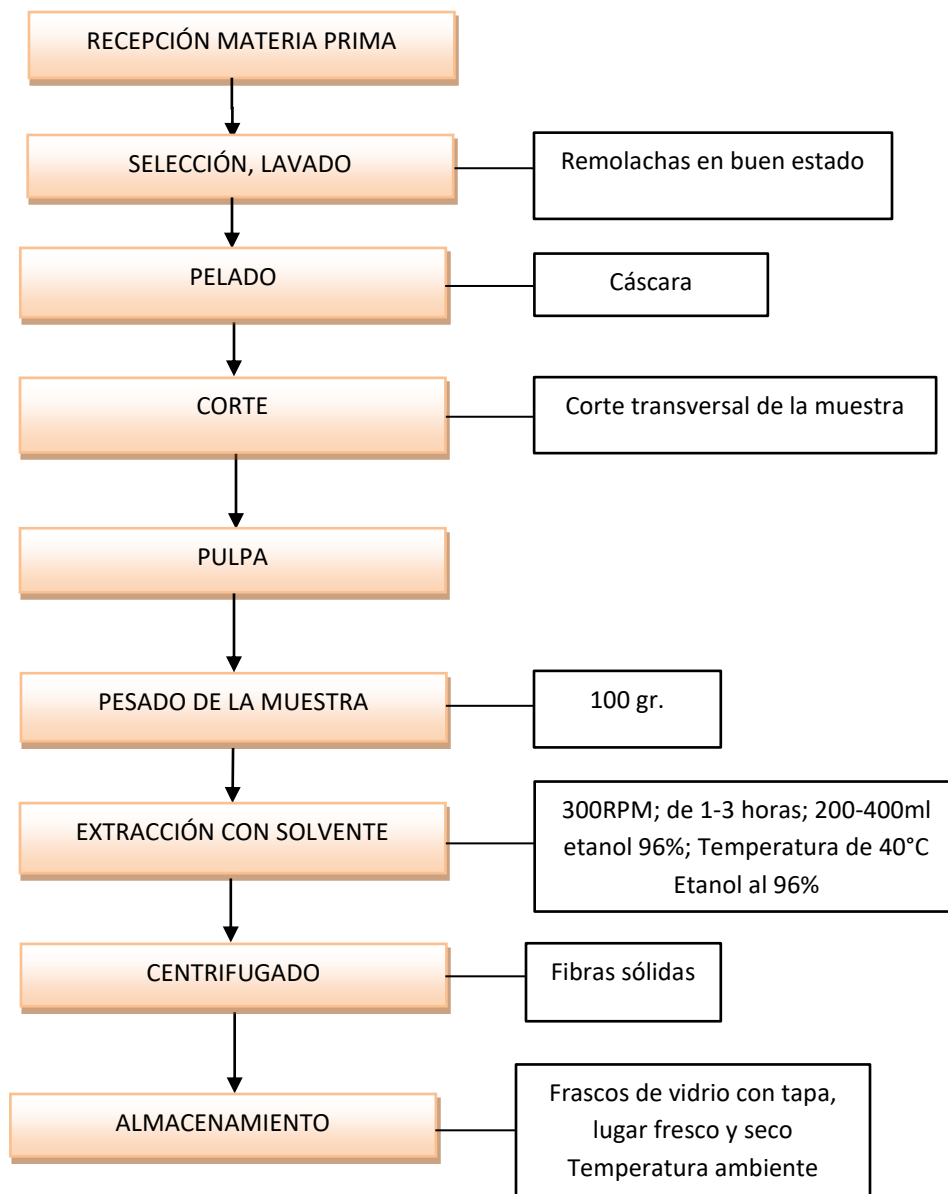 RECEPCIÓN MATERIA PRIMA
SELECCIÓN, LAVADO
Remolachas en buen estado
PELADO
Cáscara
CORTE
Corte transversal de la muestra
PULPA
PESADO DE LA MUESTRA
100 gr.
EXTRACCIÓN CON SOLVENTE
300RPM; de 1-3 horas; 200-400ml
etanol 96%; Temperatura de 40°C
Etanol al 96%
CENTRIFUGADO
Fibras sólidas
ALMACENAMIENTO
Frascos de vidrio con tapa,
lugar fresco y seco
Temperatura ambiente